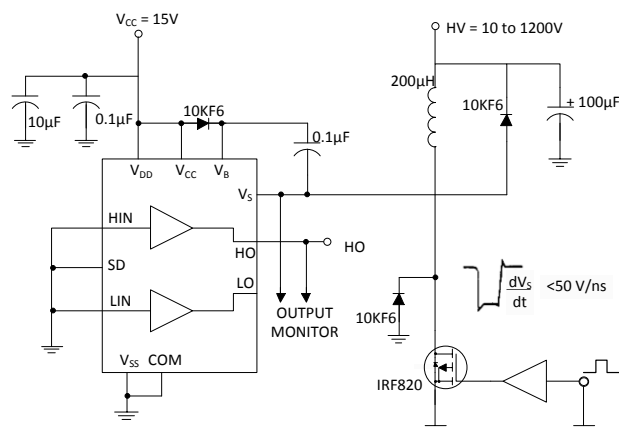 V_CC = 15V
HV = 10 to 1200V
200µH
10µF
0.1µF
10KF6
0.1µF
10KF6
+ 100µF
V_DD
V_CC
V_B
V_S
HIN
HO
HO
SD
LO
LIN
OUTPUT
MONITOR
10KF6
dV_S
dt
<50 V/ns
V_SS
COM
IRF820